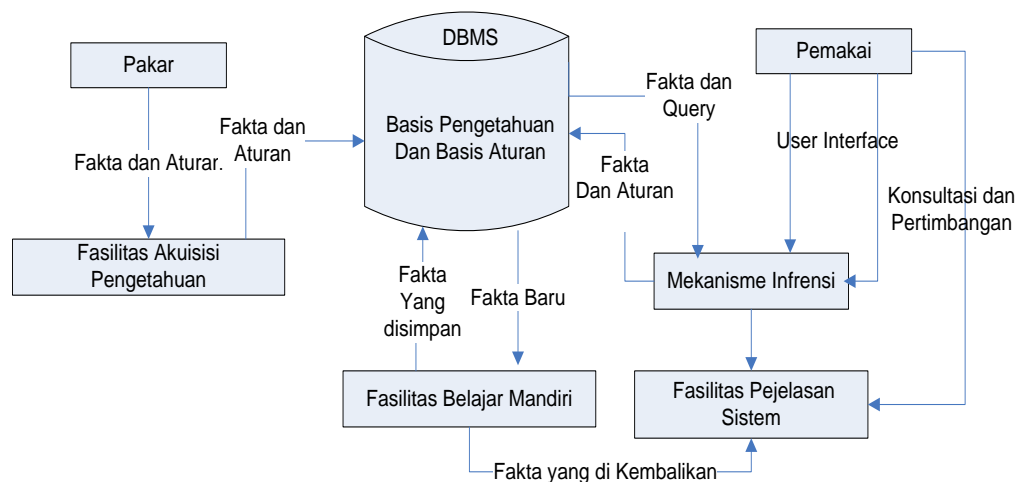 DBMS
Pakar
Pemakai
Fakta dan
Query
Fakta dan
Aturan
Basis Pengetahuan
Dan Basis Aturan
User Interface
Fakta dan Aturar.
Fakta
Dan Aturan
Konsultasi dan
Pertimbangan
Fasilitas Akuisisi
Pengetahuan
Fakta
Yang
disimpan
Fakta Baru
Mekanisme Infrensi
Fasilitas Belajar Mandiri
Fasilitas Pejelasan
Sistem
Fakta yang di Kembalikan